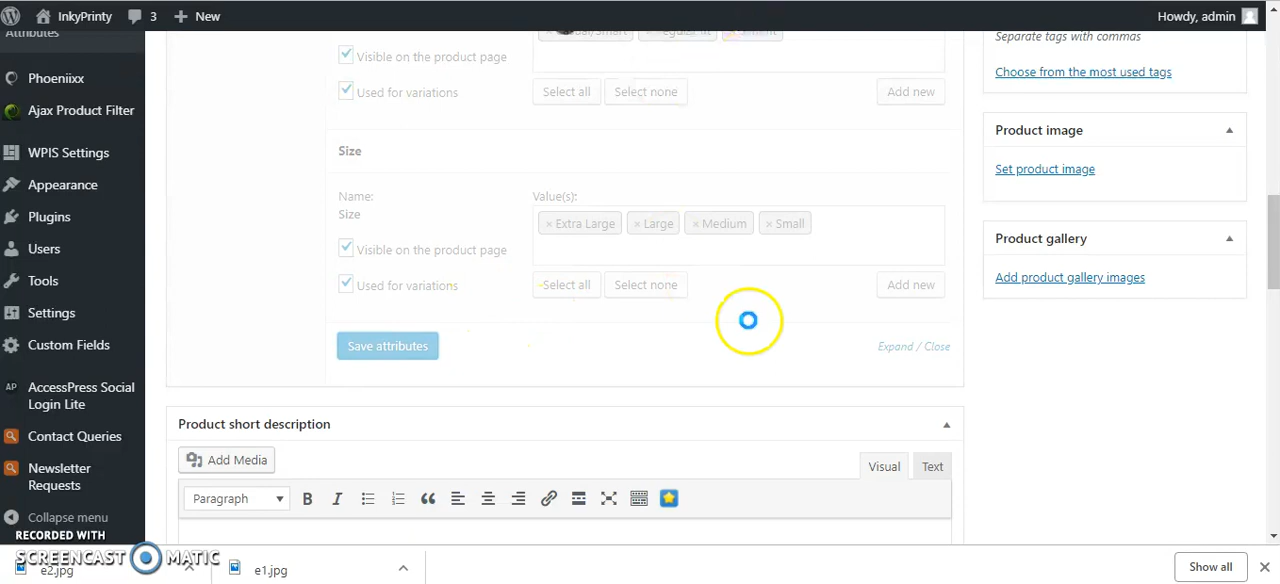 InkyPrinty
3
New
Howdy, admin
Attributes
Phoeniixx
Ajax Product Filter
WPIS Settings
Appearance
Plugins
Users
Tools
Settings
Custom Fields
AP
AccessPress Social
Login Lite
Contact Queries
Newsletter
Requests
Collapse menu
RECORDED WITH
SCREENCAST MATIC
Visible on the product page
Used for variations
Select all
Select none
Add new
Size
Name:
Size
Value(s):
× Extra Large
× Large
× Medium
× Small
Visible on the product page
Used for variations
Select all
Select none
Add new
Save attributes
Expand / Close
Product short description
Add Media
Visual
Text
Paragraph
B
I
Separate tags with commas
Choose from the most used tags
Product image
Set product image
Product gallery
Add product gallery images
e2.jpg
e1.jpg
Show all